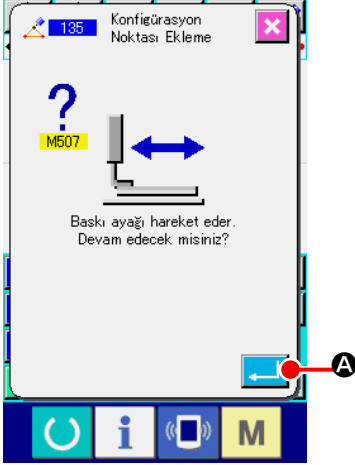 135
Konfigürasyon
Noktası Ekleme
?
M507
Baskı ayağı hareket eder.
Devam edecek misiniz?
A
i
M